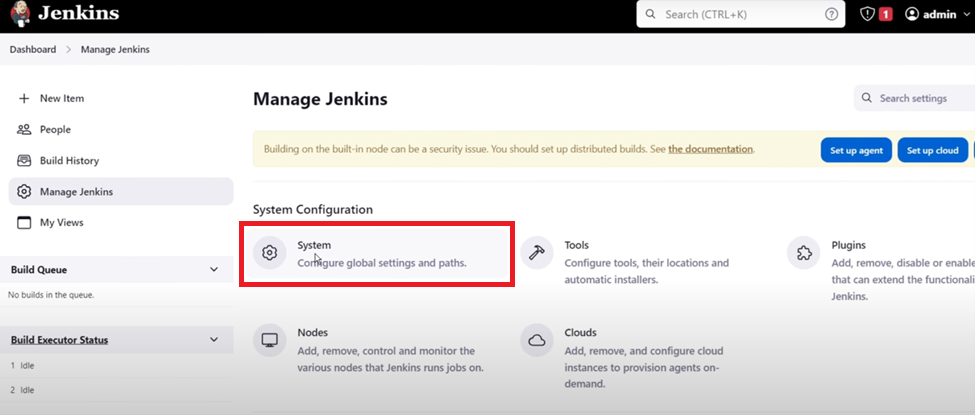 Jenkins
Search (CTRL+K)
1
admin
Dashboard
Manage Jenkins
New Item
People
Build History
Manage Jenkins
My Views
Build Queue
No builds in the queue.
Build Executor Status
1 Idle
2 Idle
Manage Jenkins
Search settings
Building on the built-in node can be a security issue. You should set up distributed builds. See the documentation.
Set up agent
Set up cloud
System Configuration
System
Configure global settings and paths.
Tools
Configure tools, their locations and
automatic installers.
Plugins
Add, remove, disable or enable
that can extend the functionali
Jenkins.
Nodes
Add, remove, control and monitor the
various nodes that Jenkins runs jobs on.
Clouds
Add, remove, and configure cloud
instances to provision agents on-
demand.